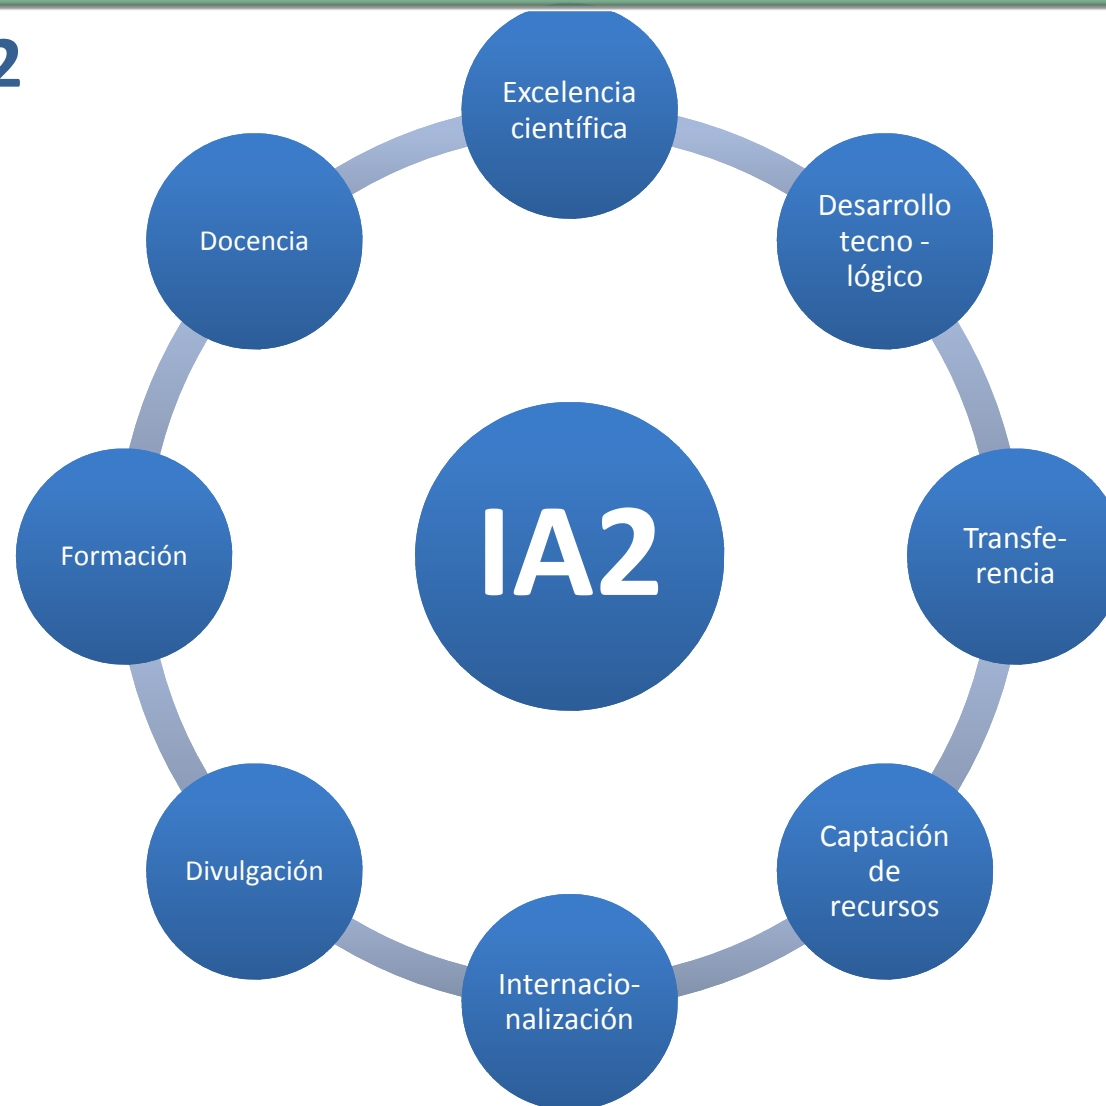 2
Excelencia
científica
Desarrollo
tecno -
lógico
Docencia
IA2
Transfe-
rencia
Formación
Captación
de
recursos
Divulgación
Internacio-
nalización